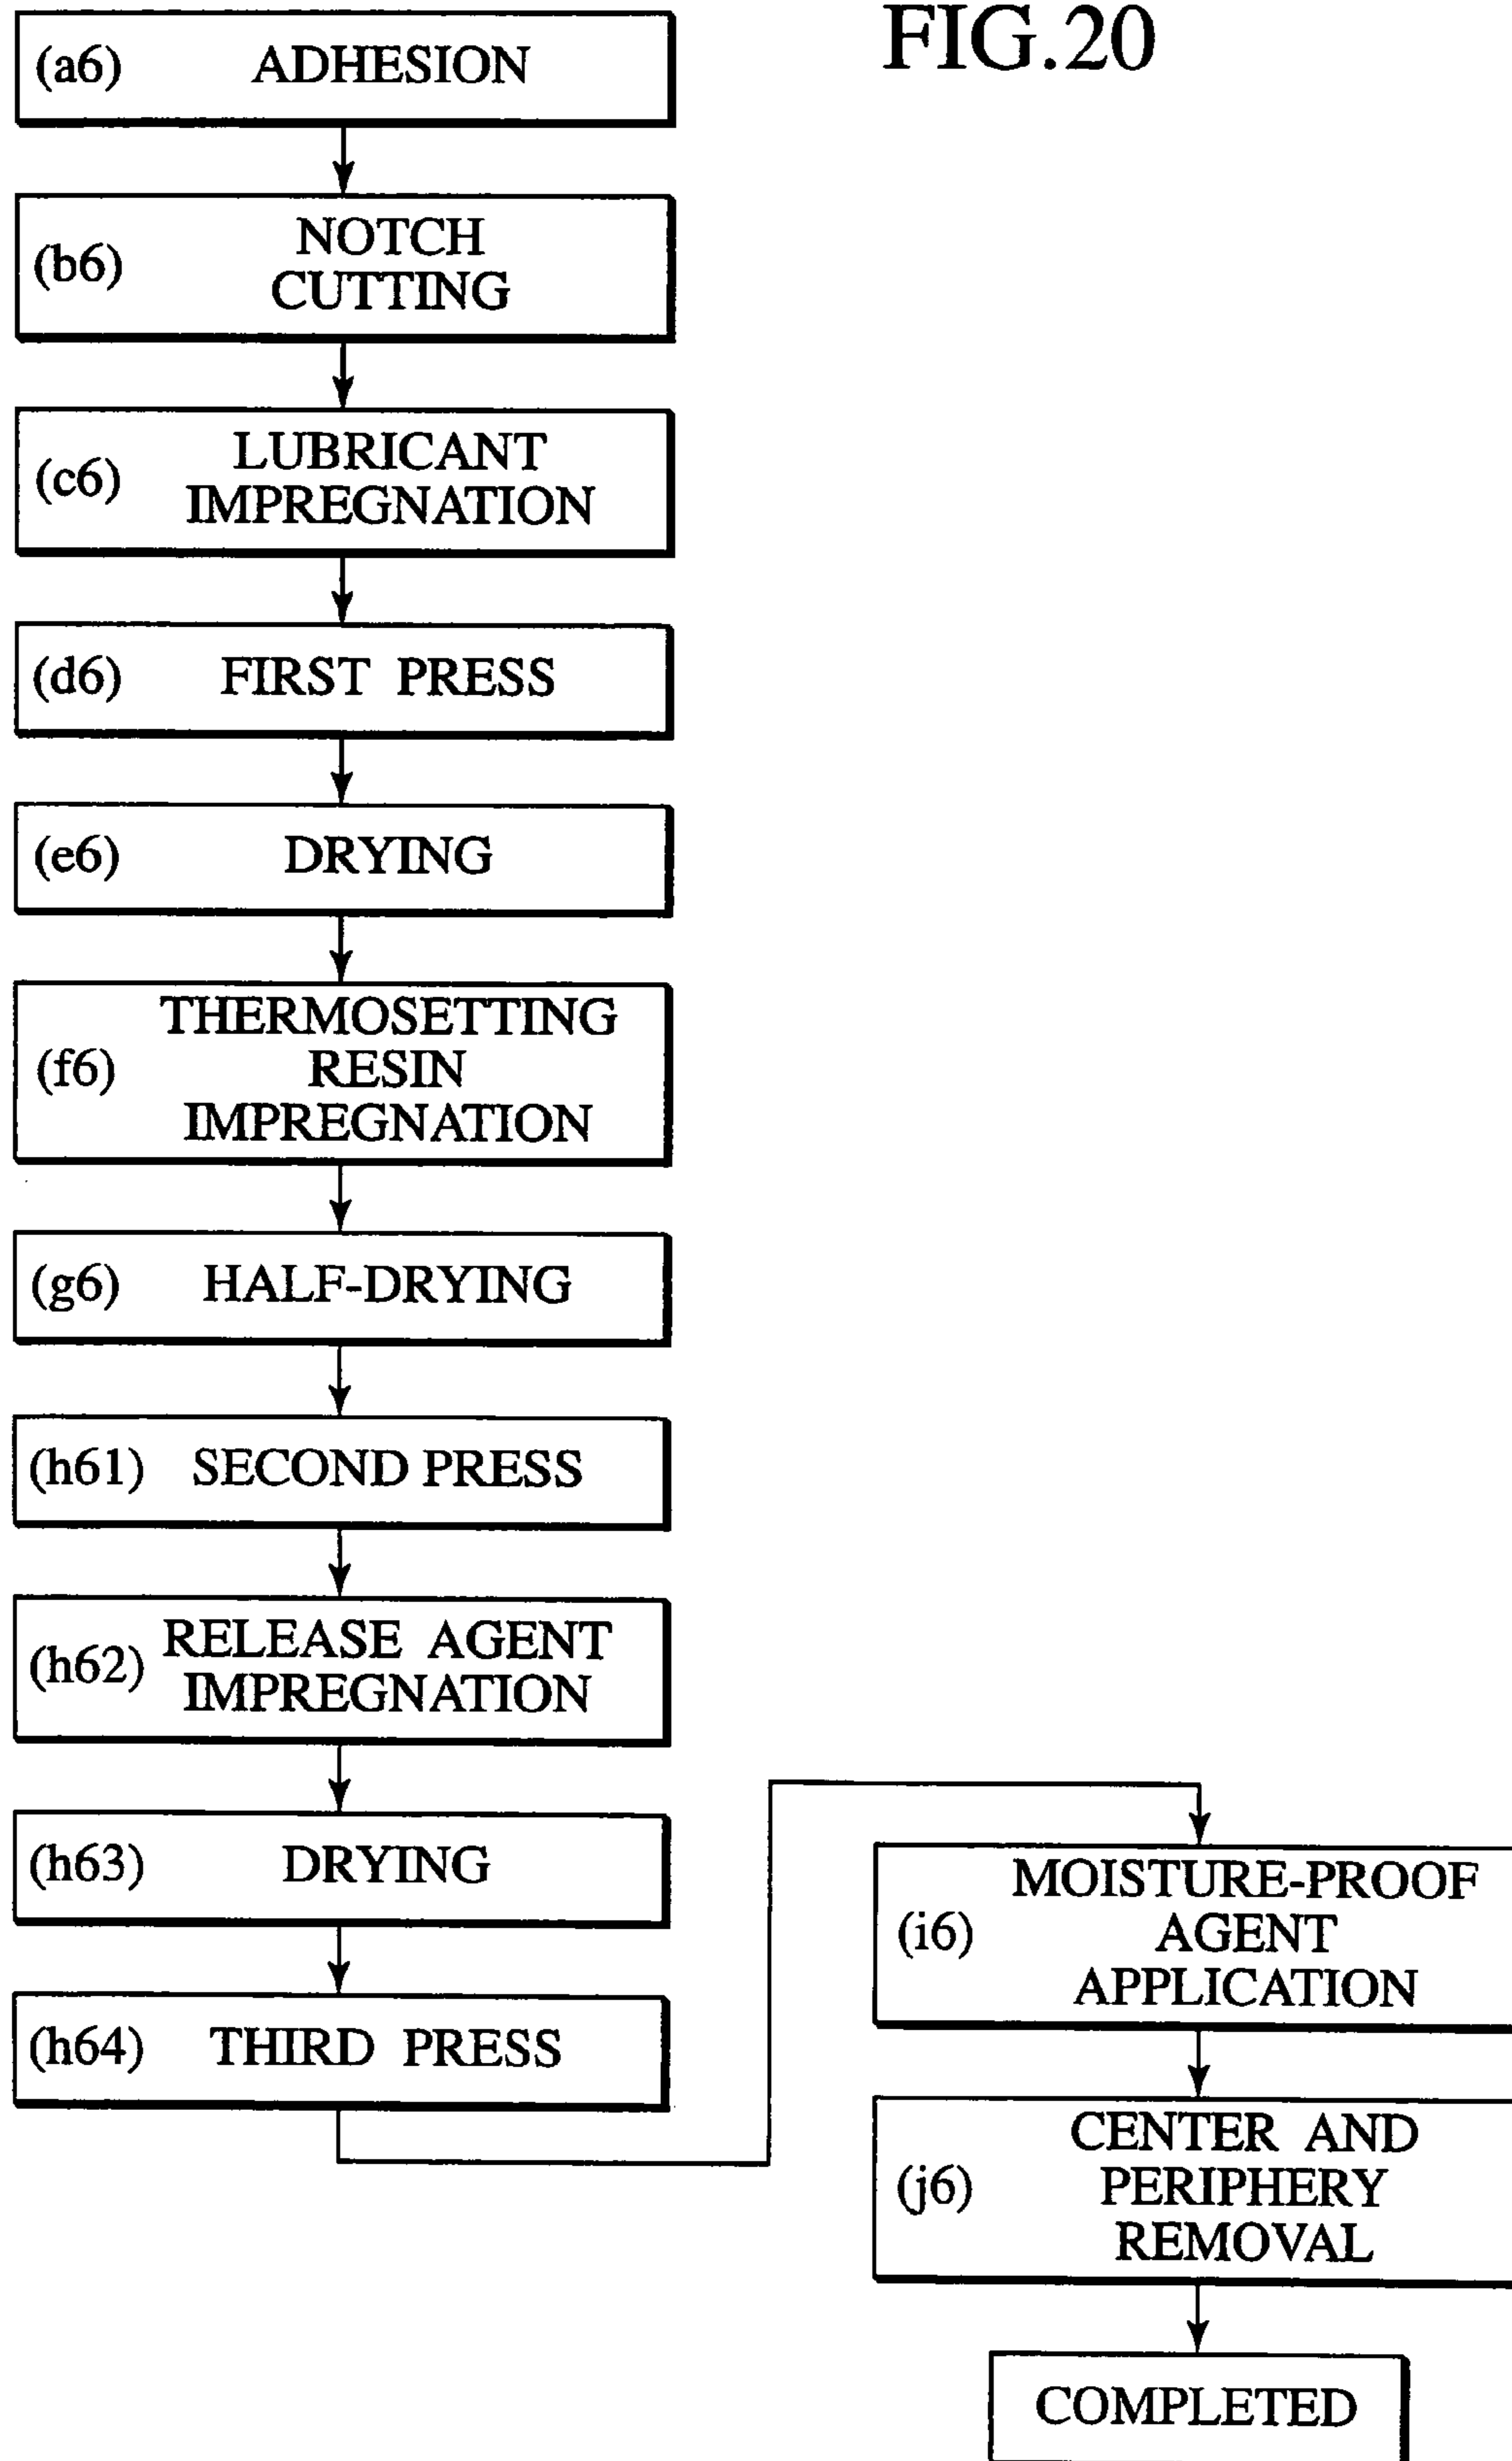 FIG.20
(a6) ADHESION
(b6) NOTCH
CUTTING
(c6) LUBRICANT
IMPREGNATION
(d6) FIRST PRESS
(e6) DRYING
(f6) THERMOSETTING
RESIN
IMPREGNATION
(g6) HALF-DRYING
(h61) SECOND PRESS
(h62) RELEASE AGENT
IMPREGNATION
(h63) DRYING
(h64) THIRD PRESS
(i6) MOISTURE-PROOF
AGENT
APPLICATION
(j6) CENTER AND
PERIPHERY
REMOVAL
COMPLETED